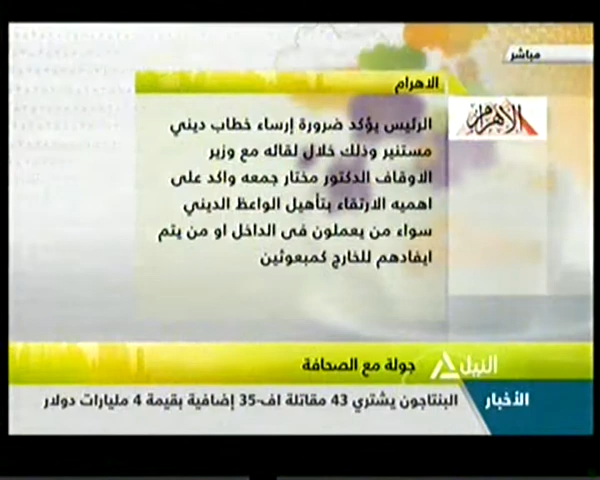 مباشر
الاهرام
الأهرام
الرئيس يؤكد ضرورة إرساء خطاب ديني
مستنير وذلك خلال لقاله مع وزير
الاوقاف الدكتور مختار جمعه واكد على
اهميه الارتقاء بتأهيل الواعظ الديني
سواء من يعملون فى الداخل او من يتم
ايفادهم للخارج كمبعوثين
النيل
جولة مع الصحافة
الأخبار
البنتاجون يشتري 43 مقاتلة اف-35 إضافية بقيمة 4 مليارات دولار